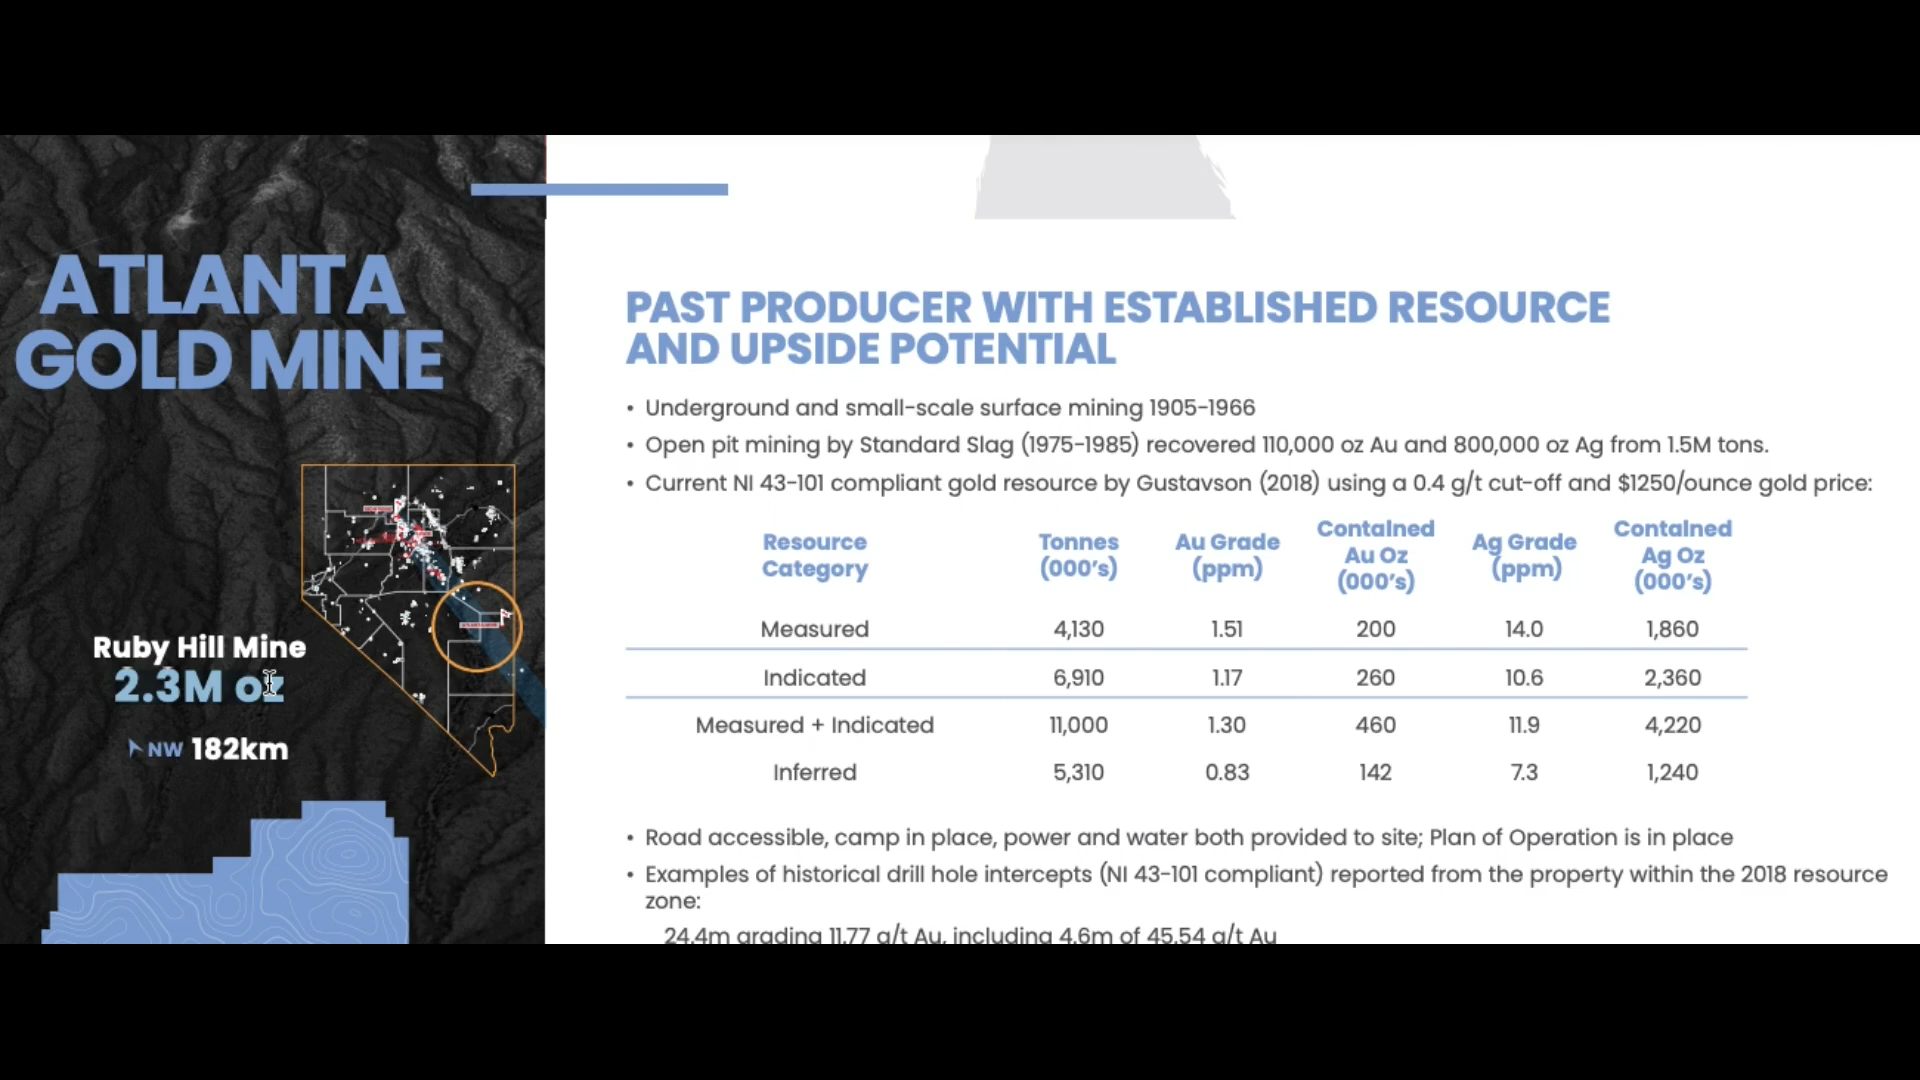 ATLANTA
GOLD MINE
Ruby Hill Mine
2.3M oz
NW 182km
PAST PRODUCER WITH ESTABLISHED RESOURCE
AND UPSIDE POTENTIAL
• Underground and small-scale surface mining 1905-1966
• Open pit mining by Standard Slag (1975-1985) recovered 110,000 oz Au and 800,000 oz Ag from 1.5M tons.
• Current NI 43-101 compliant gold resource by Gustavson (2018) using a 0.4 g/t cut-off and $1250/ounce gold price:
Resource Category Tonnes (000's) Au Grade (ppm) Contained Au Oz (000's) Ag Grade (ppm) Contained Ag Oz (000's)
Measured 4,130 1.51 200 14.0 1,860
Indicated 6,910 1.17 260 10.6 2,360
Measured + Indicated 11,000 1.30 460 11.9 4,220
Inferred 5,310 0.83 142 7.3 1,240
• Road accessible, camp in place, power and water both provided to site; Plan of Operation is in place
• Examples of historical drill hole intercepts (NI 43-101 compliant) reported from the property within the 2018 resource
zone:
24.4m grading 11.77 g/t Au, including 4.6m of 45.54 g/t Au